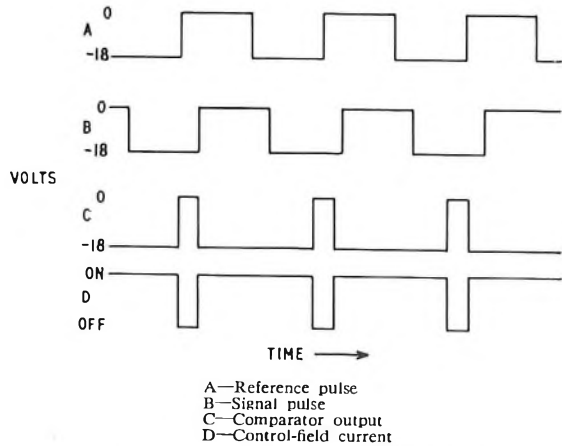 0
A
-18
0
B
-18
VOLTS
0
C
-18
ON
D
OFF
TIME
A—Reference pulse
B—Signal pulse
C—Comparator output
D—Control-field current